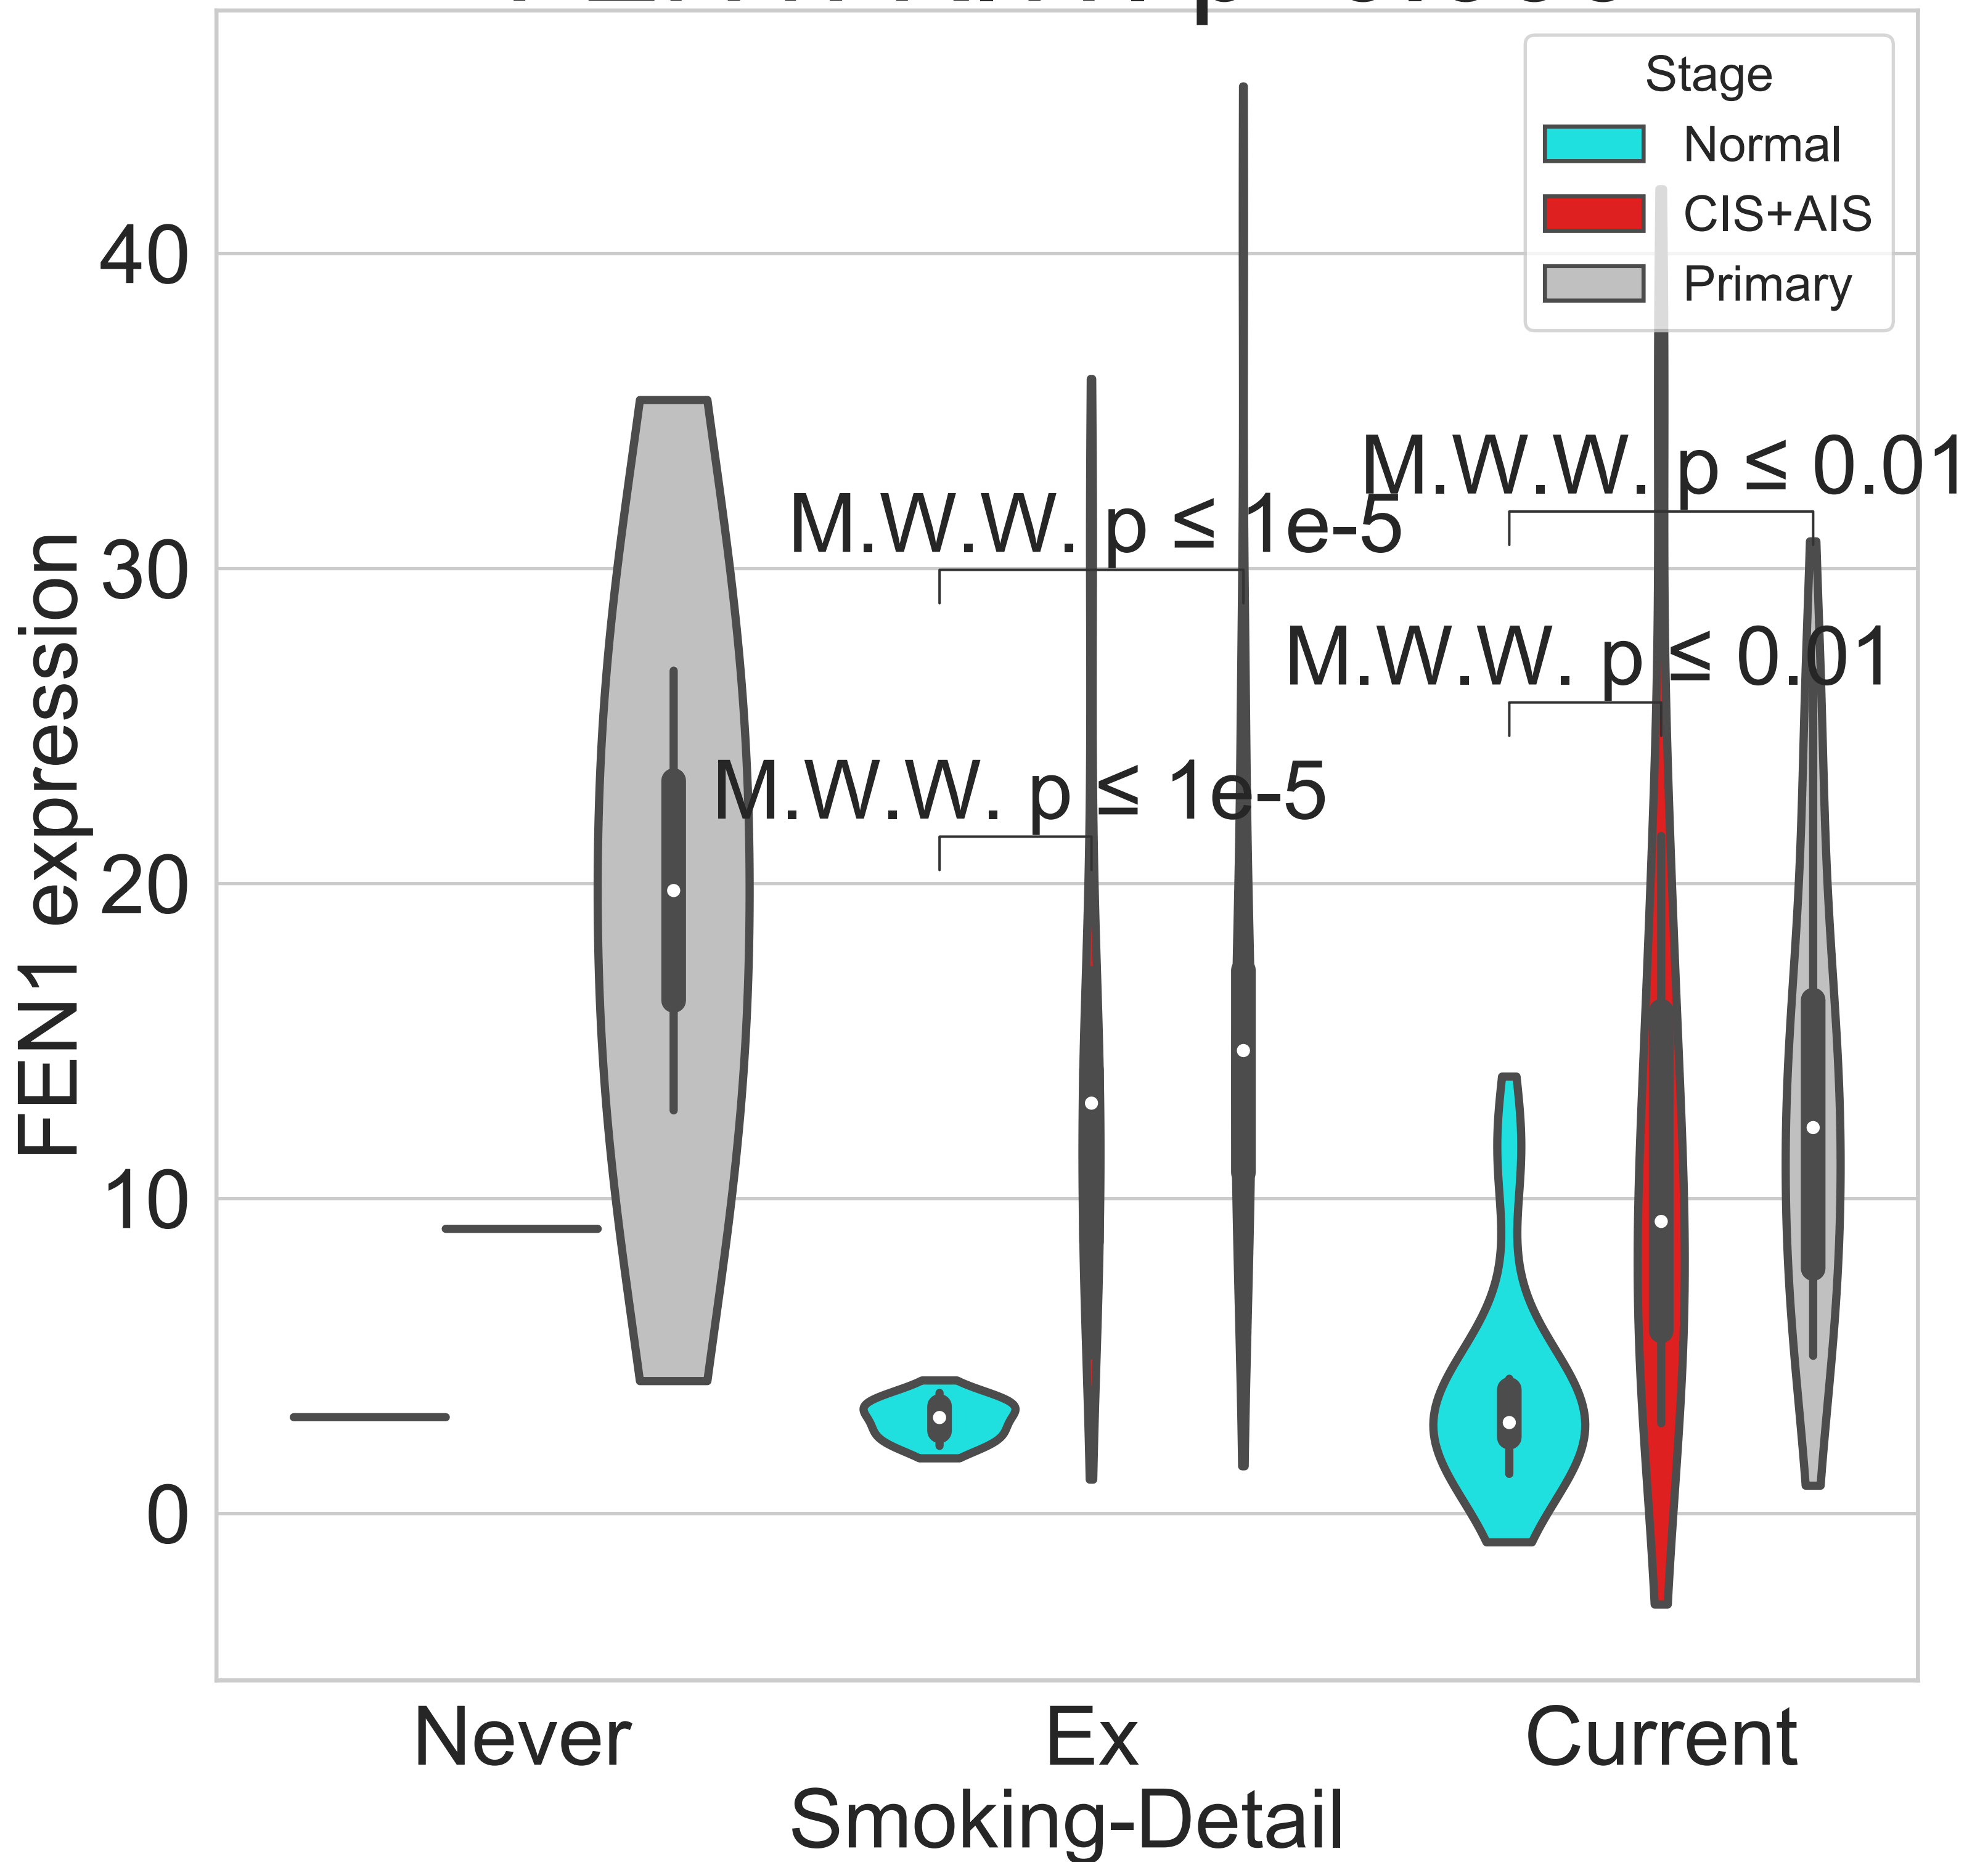 Stage
Normal
CIS+AIS
Primary
FEN1 expression
40
30
20
10
0
M.W.W. p ≤ 0.01
M.W.W. p ≤ 1e-5
M.W.W. p ≤ 0.01
M.W.W. p ≤ 1e-5
Never
Ex
Current
Smoking-Detail